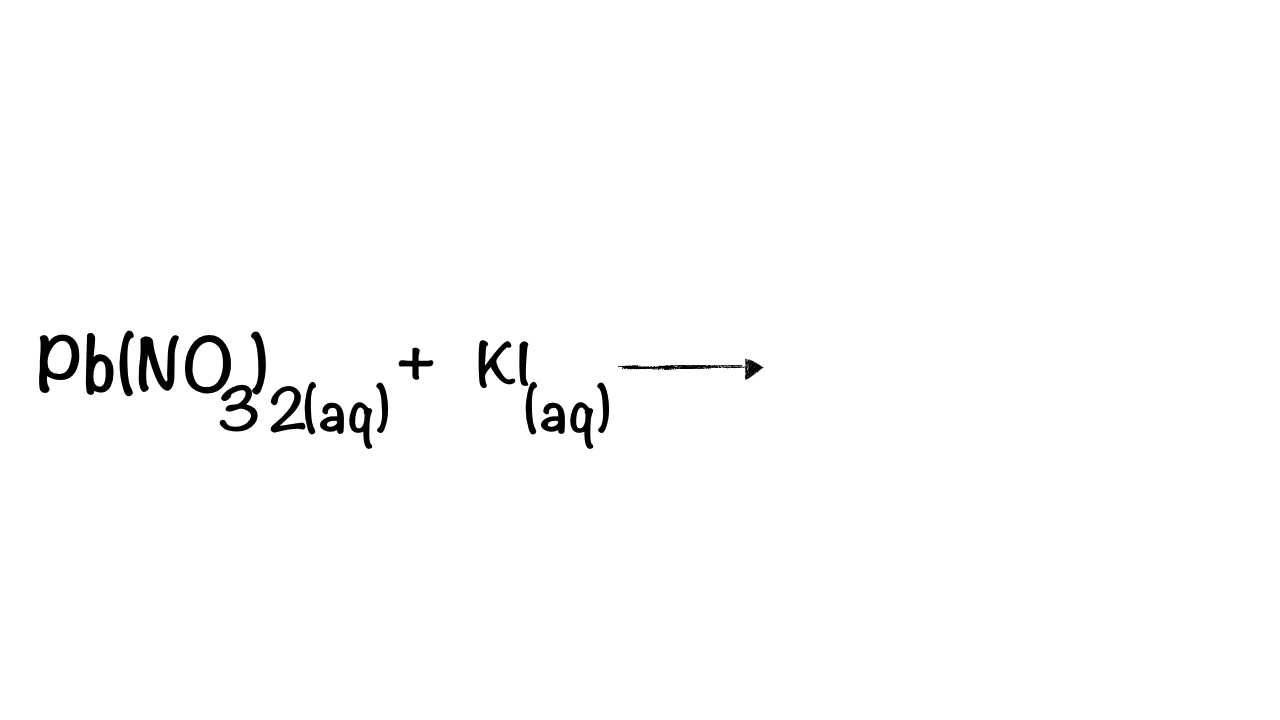 Pb(NO₃)₂(aq) + KI(aq) ⟶